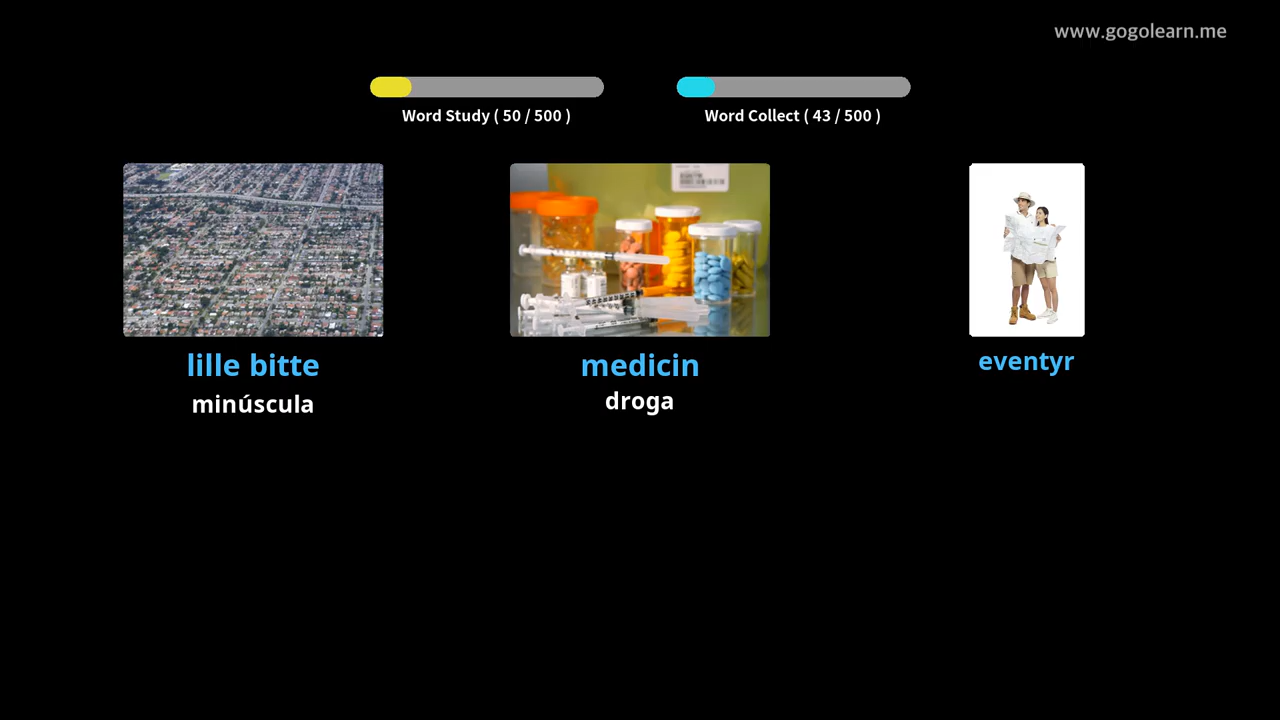 www.gogolearn.me
Word Study ( 50 / 500 )
Word Collect ( 43 / 500 )
lille bitte
minúscula
medicin
droga
eventyr